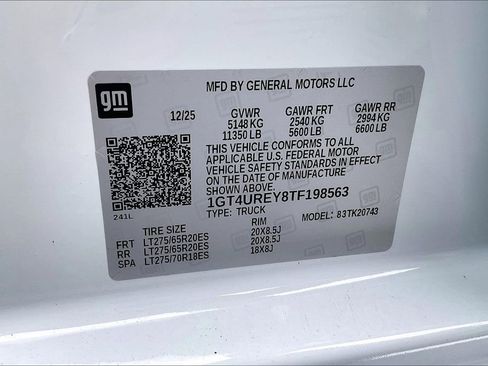 gm
MFD BY GENERAL MOTORS LLC
12/25 GVWR GAWR FRT GAWR RR
5148 KG 2540 KG 2994 KG
11350 LB 5600 LB 6600 LB
THIS VEHICLE CONFORMS TO ALL
APPLICABLE U.S. FEDERAL MOTOR
VEHICLE SAFETY STANDARDS IN EFFECT
ON THE DATE OF MANUFACTURE
SHOWN ABOVE.
1GT4UREY8TF198563
241L TYPE: TRUCK MODEL: 83TK20743
TIRE SIZE RIM
FRT LT275/65R20ES 20X8.5J
RR LT275/65R20ES 20X8.5J
SPA LT275/70R18ES 18X8J